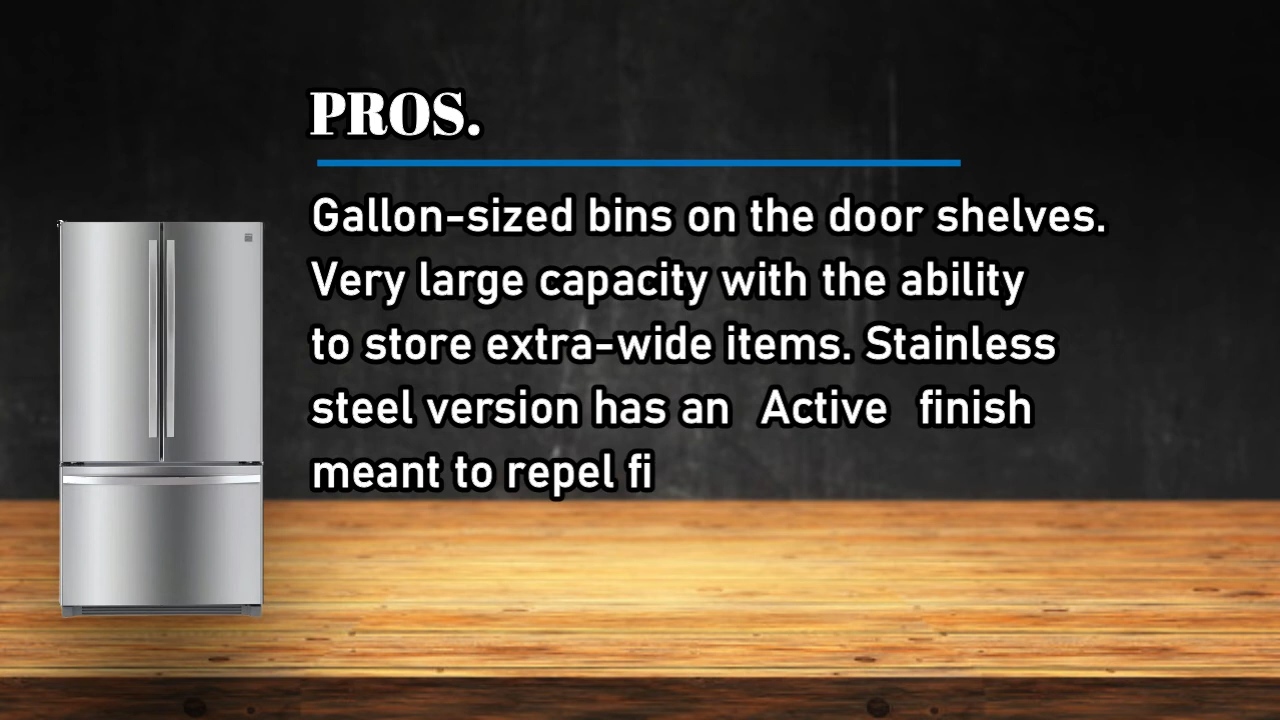 PROS.
Gallon-sized bins on the door shelves.
Very large capacity with the ability
to store extra-wide items. Stainless
steel version has an Active finish
meant to repel fi